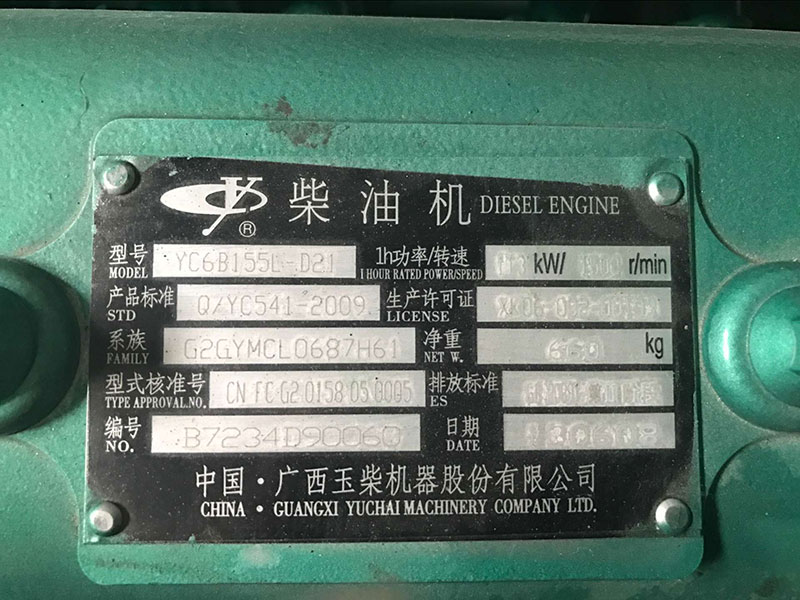 柴油机 DIESEL ENGINE
®
型号 YC6B155L-D21 1h功率/转速 kW/ r/min
MODEL 1 HOUR RATED POWER/SPEED
产品标准 Q/YC541-2009 生产许可证
STD LICENSE
系族 G2GYMCL0687H61 净重 kg
FAMILY NET W.
型式核准号 CN FC G2 0158 05 0005 排放标准
TYPE APPROVAL.NO. ES
编号 B7234D90060 日期
NO. DATE
中国·广西玉柴机器股份有限公司
CHINA · GUANGXI YUCHAI MACHINERY COMPANY LTD.